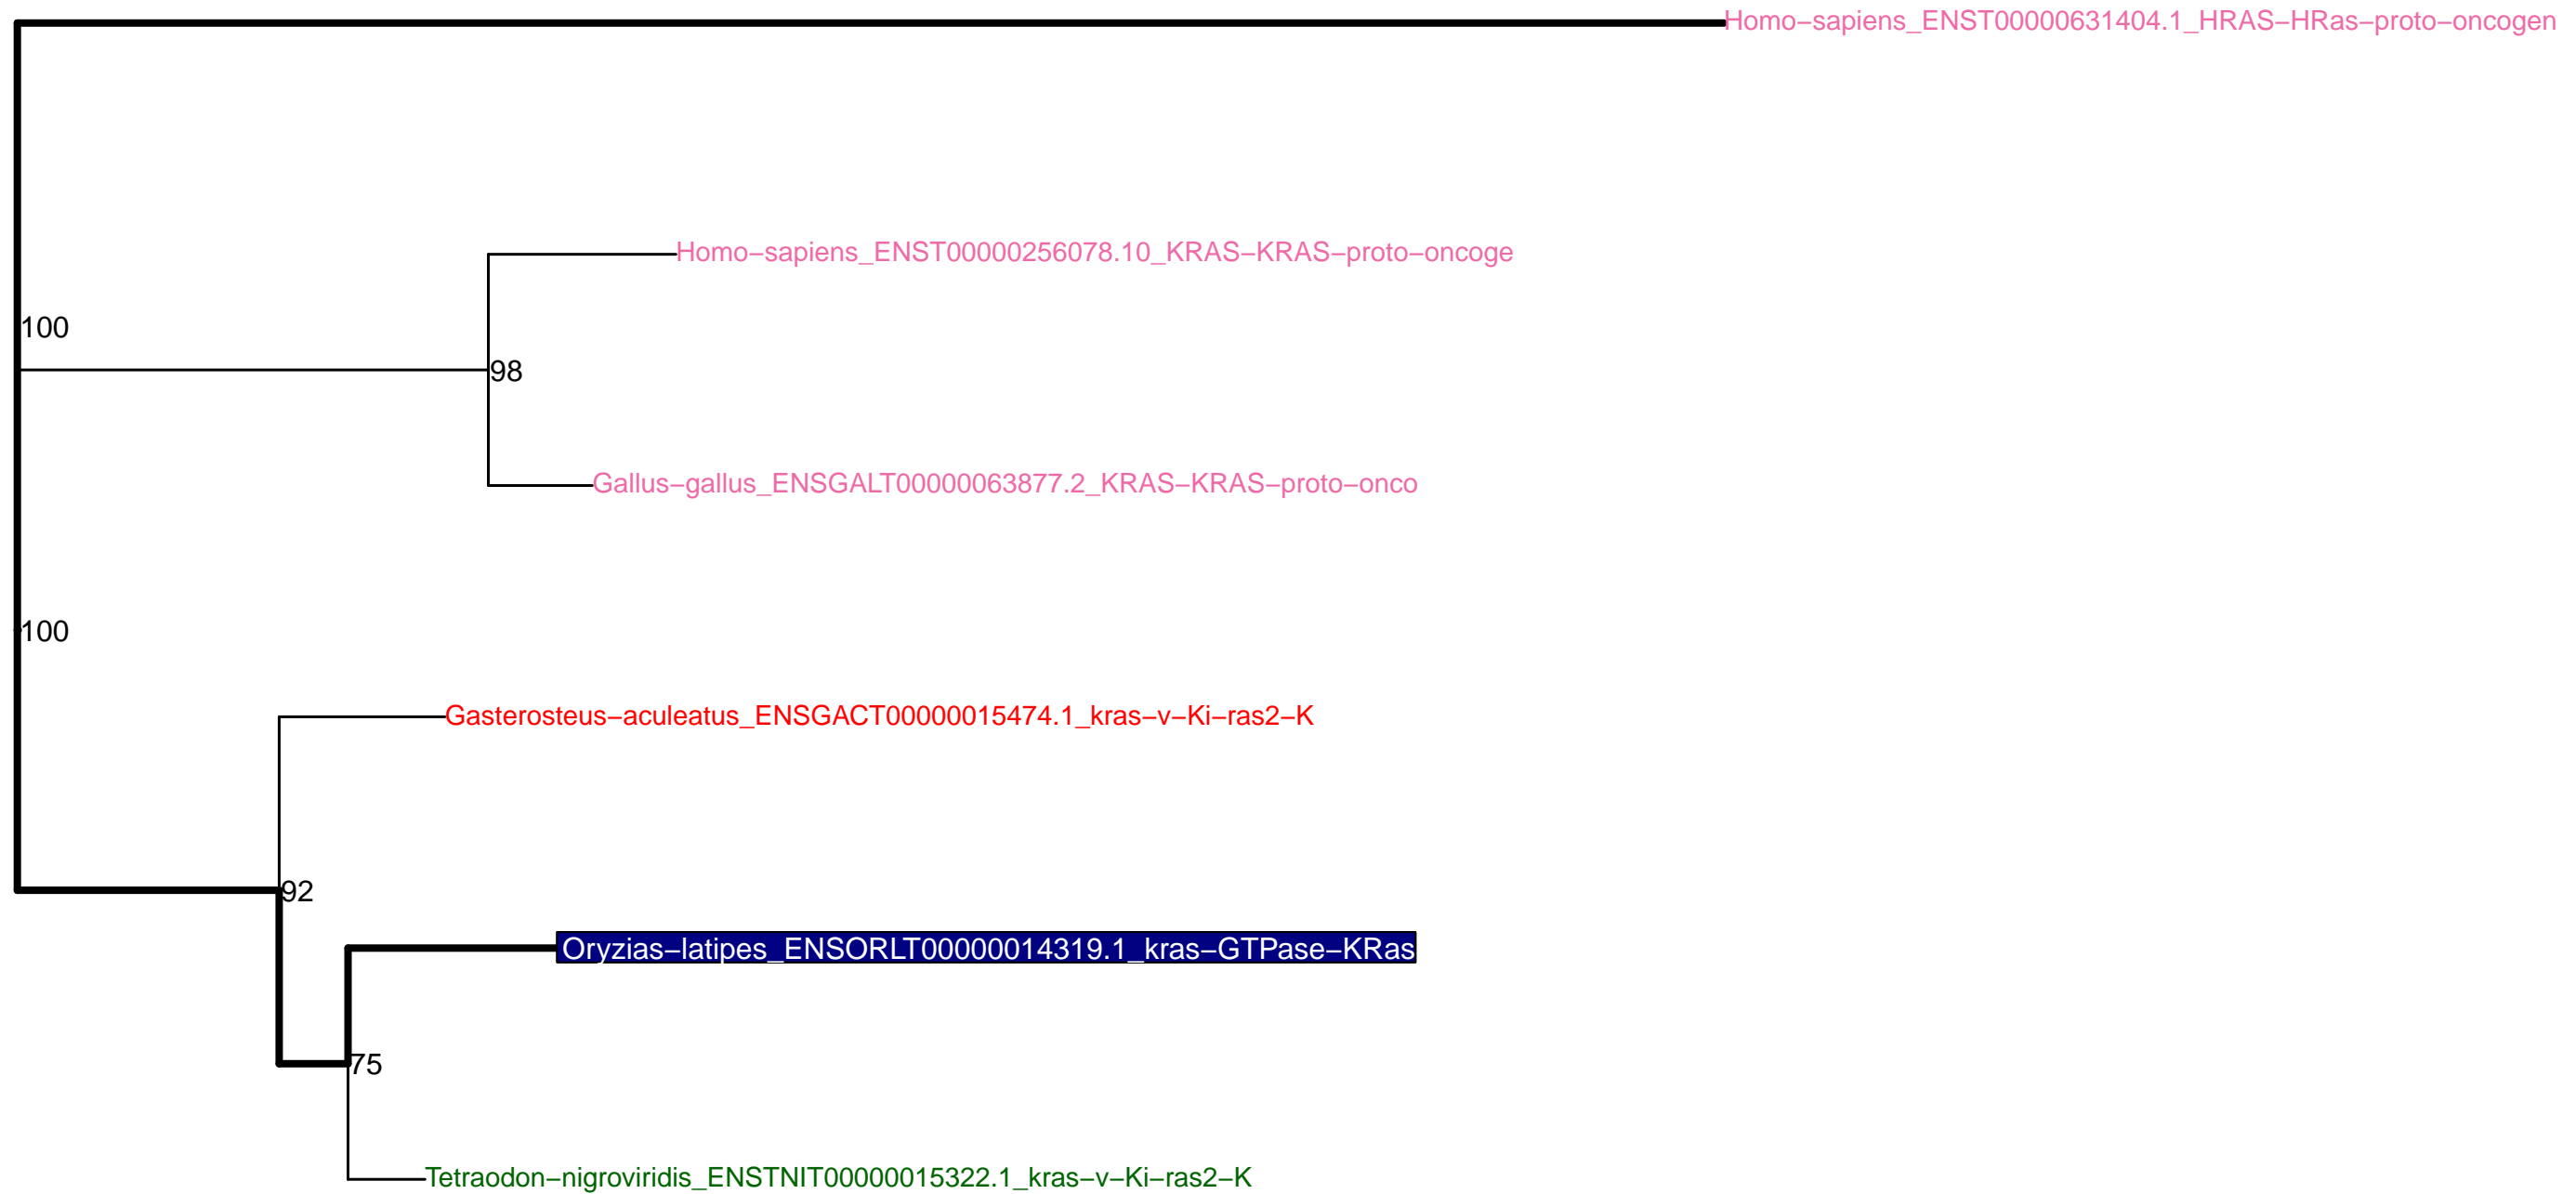 Homo−sapiens_ENST00000631404.1_HRAS−HRas−proto−oncogen
Homo−sapiens_ENST00000256078.10_KRAS−KRAS−proto−oncoge
100
98
Gallus−gallus_ENSGALT00000063877.2_KRAS−KRAS−proto−onco
100
Gasterosteus−aculeatus_ENSGACT00000015474.1_kras−v−Ki−ras2−K
92
Oryzias−latipes_ENSORLT00000014319.1_kras−GTPase−KRas
75
Tetraodon−nigroviridis_ENSTNIT00000015322.1_kras−v−Ki−ras2−K